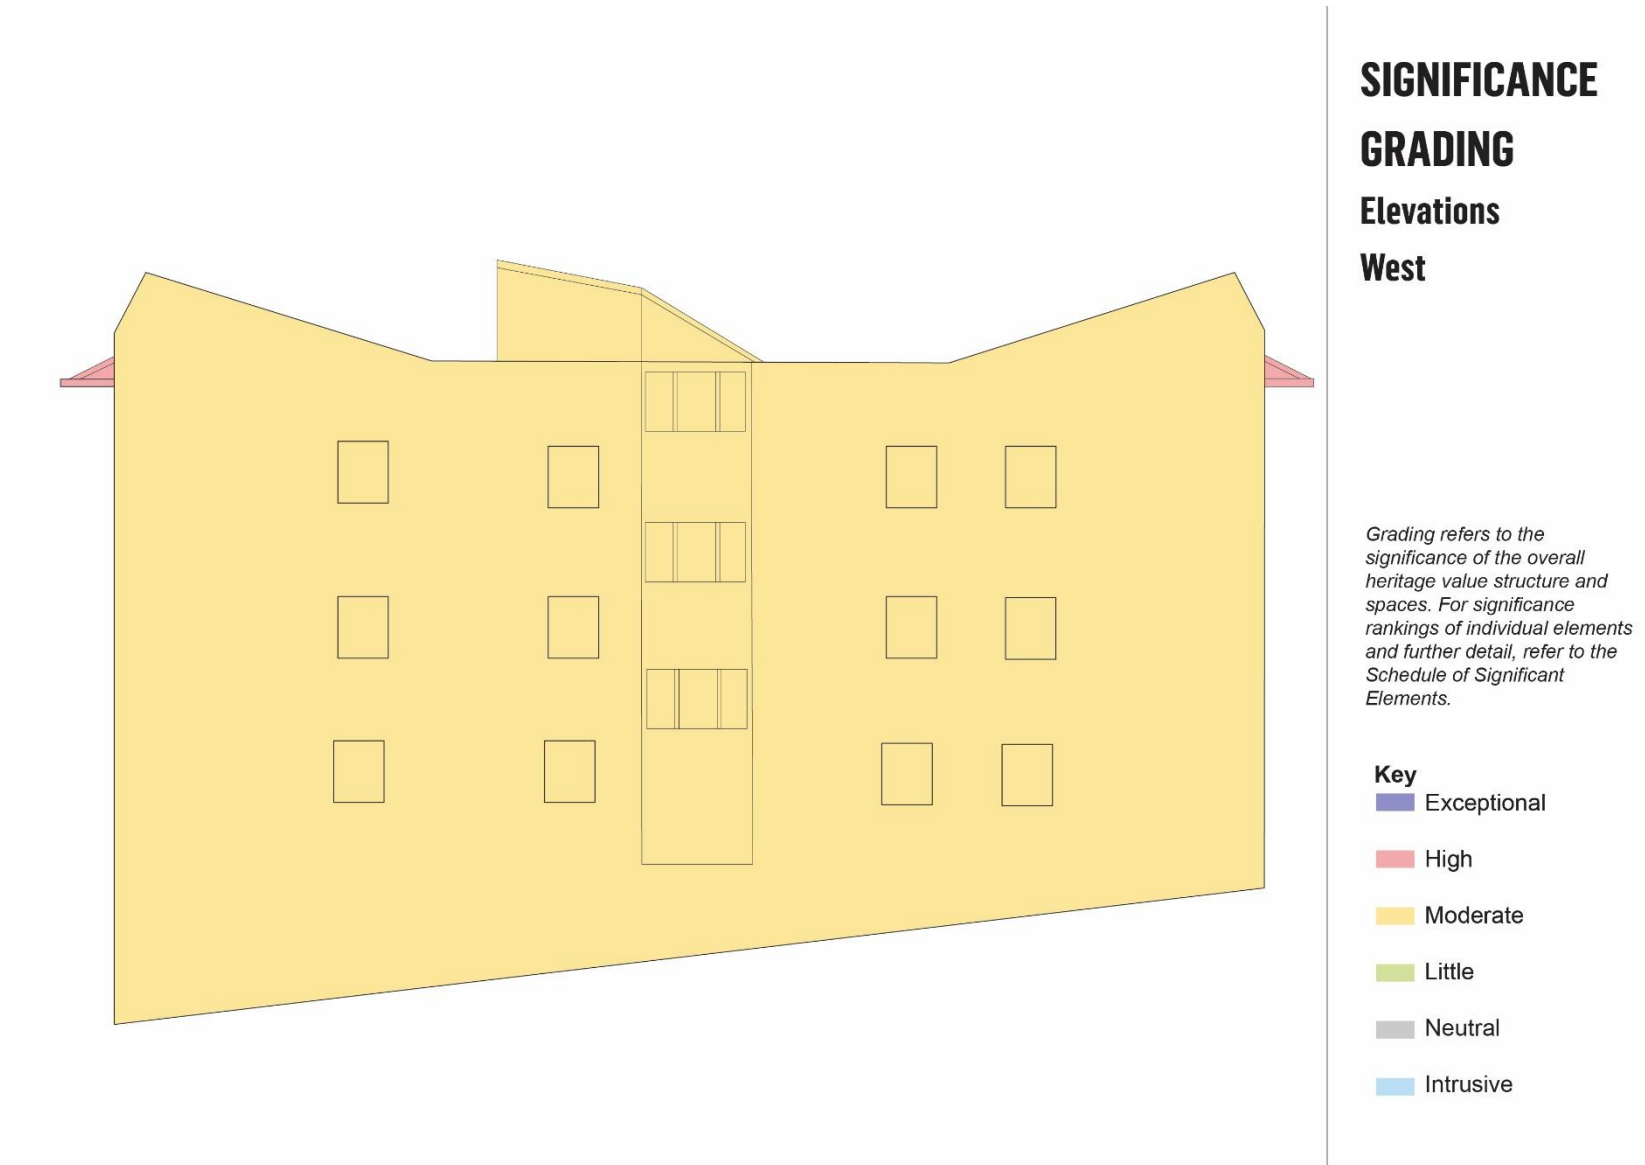 SIGNIFICANCE
GRADING
Elevations
West
Grading refers to the
significance of the overall
heritage value structure and
spaces. For significance
rankings of individual elements
and further detail, refer to the
Schedule of Significant
Elements.
Key
Exceptional
High
Moderate
Little
Neutral
Intrusive